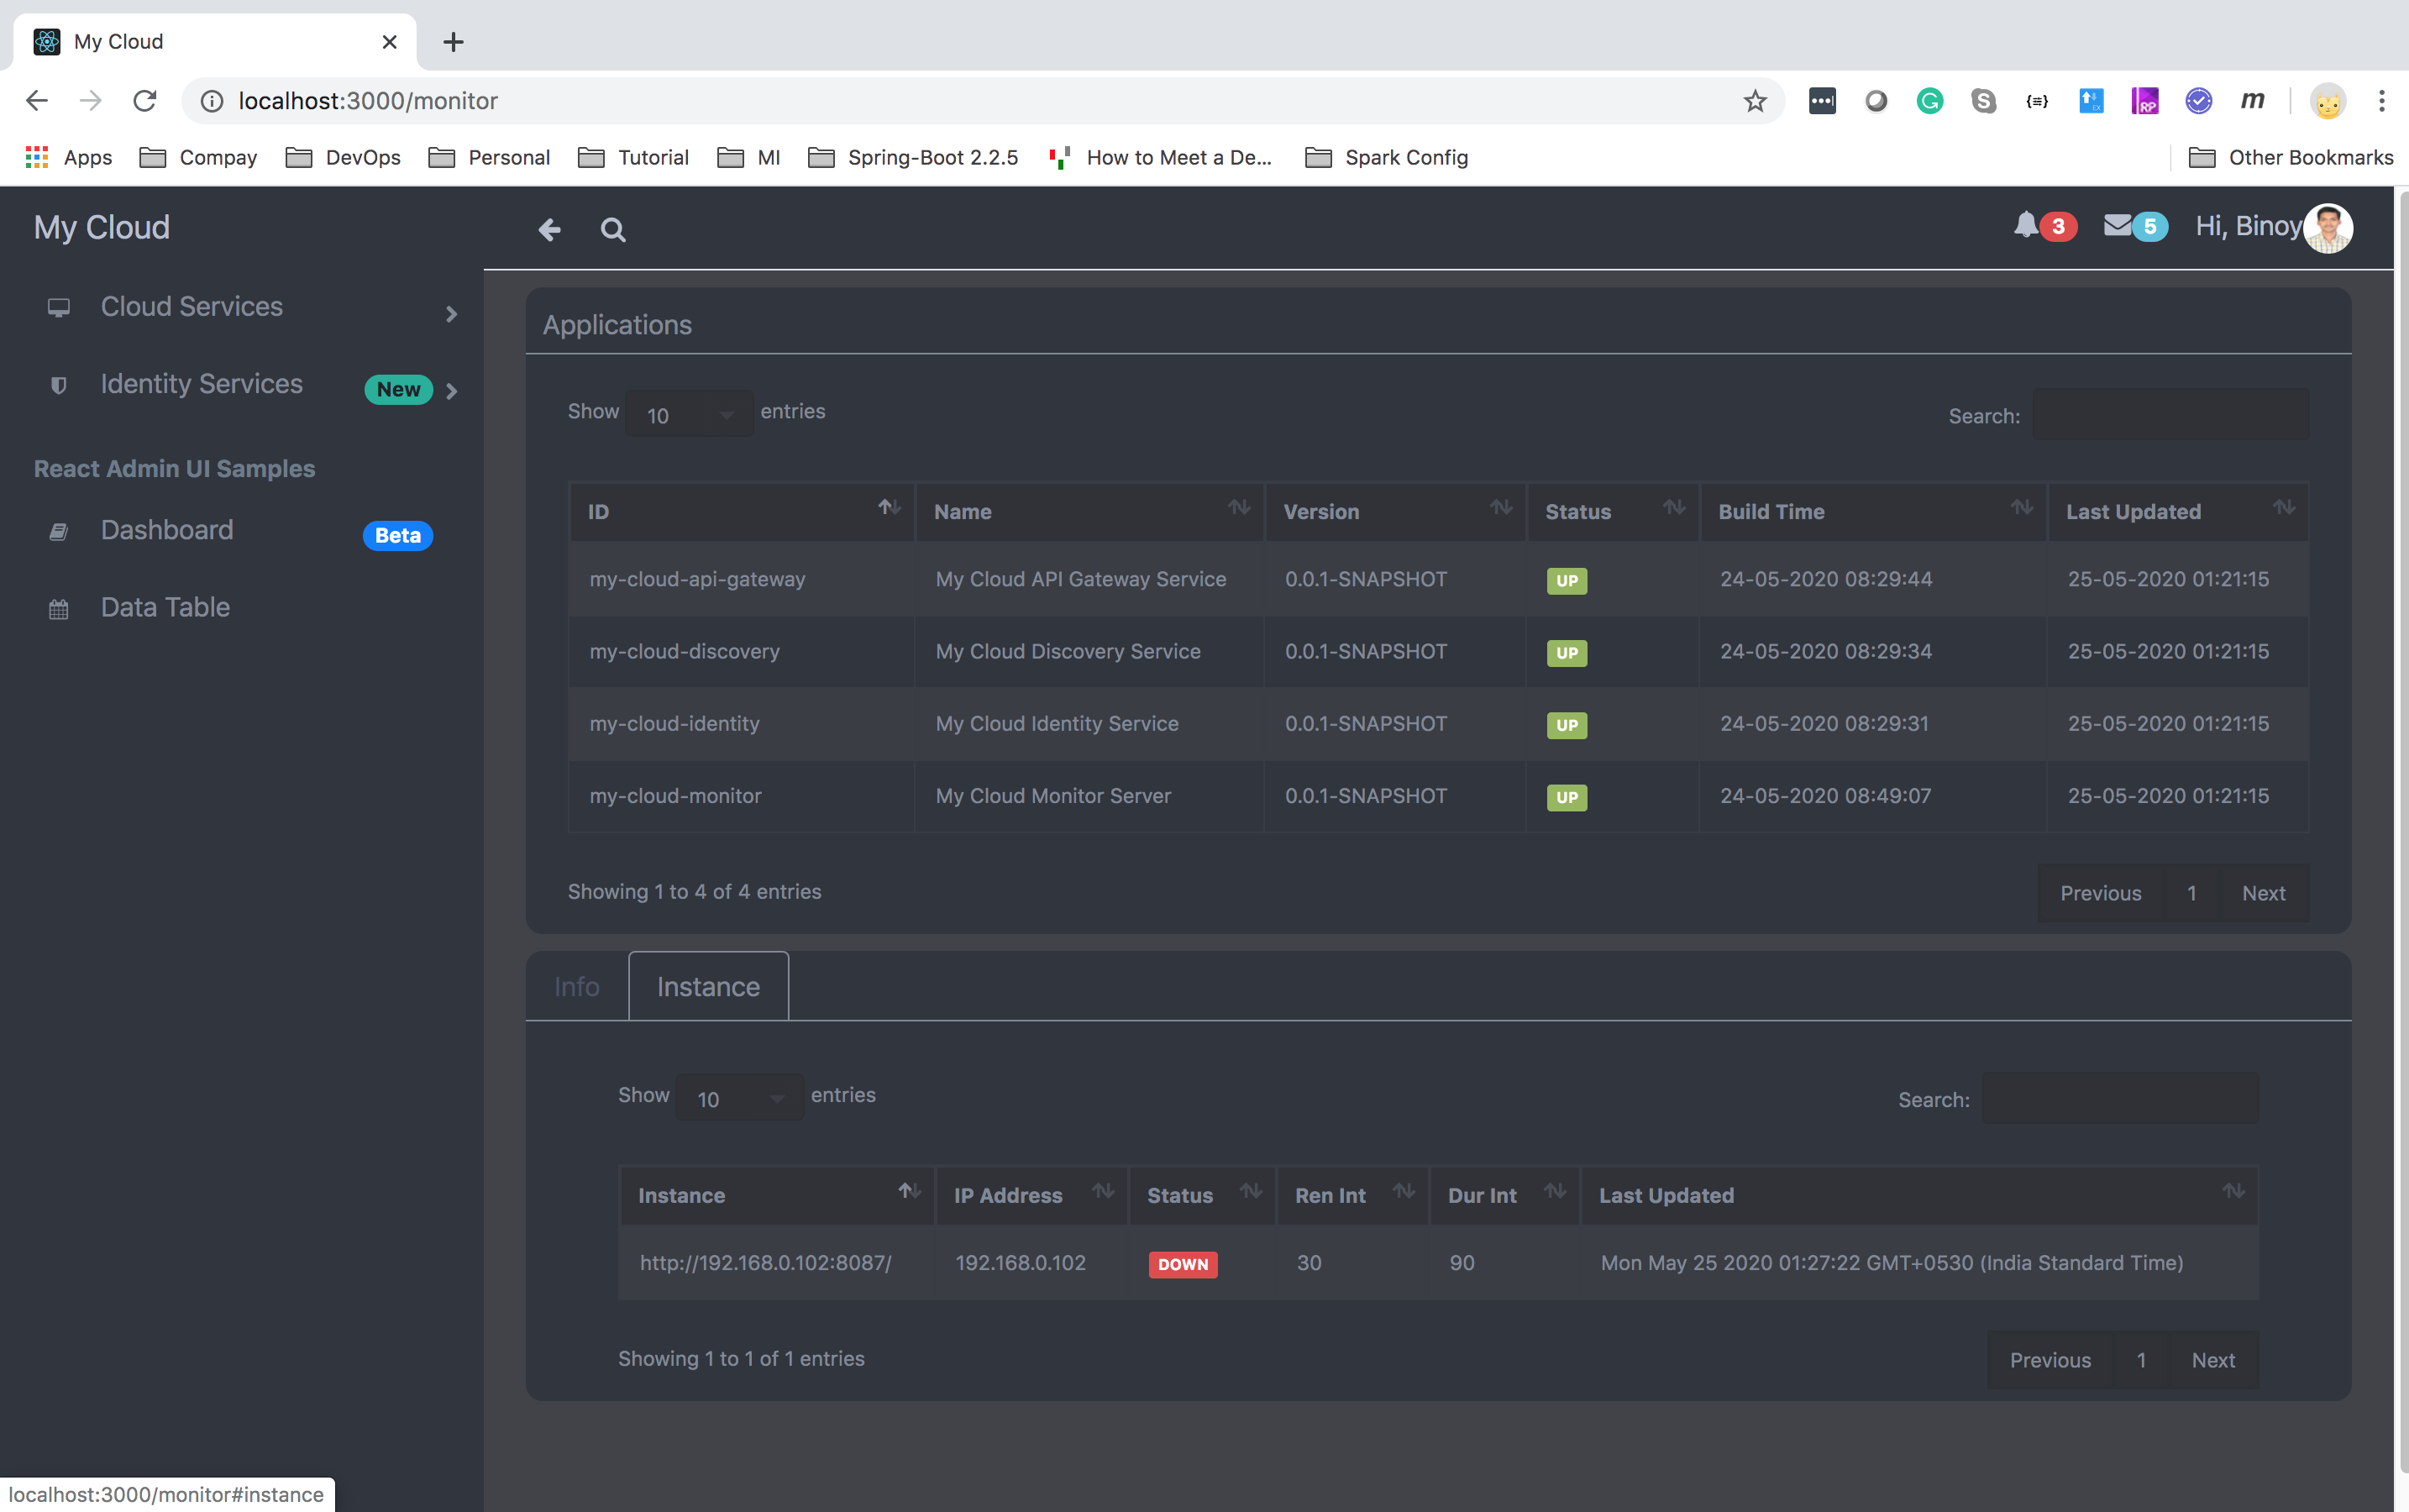 My Cloud
localhost:3000/monitor
Apps Compay DevOps Personal Tutorial MI Spring-Boot 2.2.5 How to Meet a De... Spark Config Other Bookmarks
My Cloud 3 5 Hi, Binoy
Cloud Services
Identity Services New
React Admin UI Samples
Dashboard Beta
Data Table
Applications
Show 10 entries Search:
ID Name Version Status Build Time Last Updated
my-cloud-api-gateway My Cloud API Gateway Service 0.0.1-SNAPSHOT UP 24-05-2020 08:29:44 25-05-2020 01:21:15
my-cloud-discovery My Cloud Discovery Service 0.0.1-SNAPSHOT UP 24-05-2020 08:29:34 25-05-2020 01:21:15
my-cloud-identity My Cloud Identity Service 0.0.1-SNAPSHOT UP 24-05-2020 08:29:31 25-05-2020 01:21:15
my-cloud-monitor My Cloud Monitor Server 0.0.1-SNAPSHOT UP 24-05-2020 08:49:07 25-05-2020 01:21:15
Showing 1 to 4 of 4 entries Previous 1 Next
Info Instance
Show 10 entries Search:
Instance IP Address Status Ren Int Dur Int Last Updated
http://192.168.0.102:8087/ 192.168.0.102 DOWN 30 90 Mon May 25 2020 01:27:22 GMT+0530 (India Standard Time)
Showing 1 to 1 of 1 entries Previous 1 Next
localhost:3000/monitor#instance